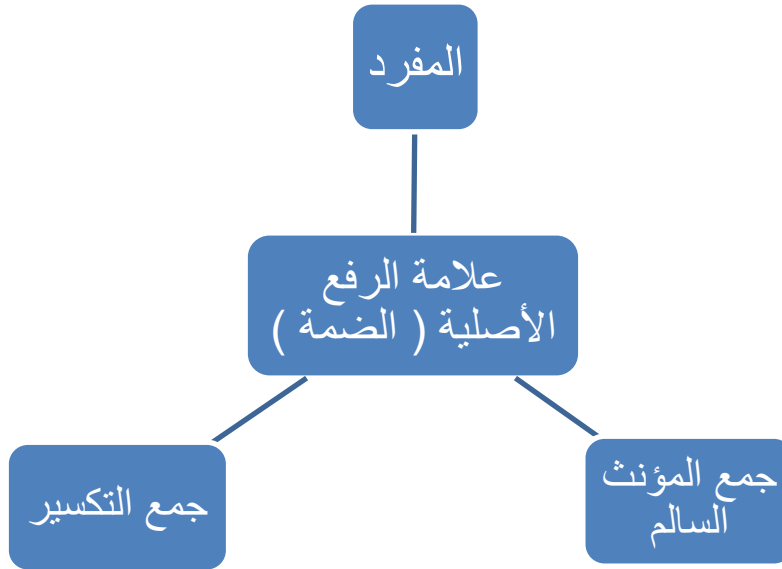 المفرد
علامة الرفع
الأصلية ( الضمة )
جمع المؤنث
السالم
جمع التكسير